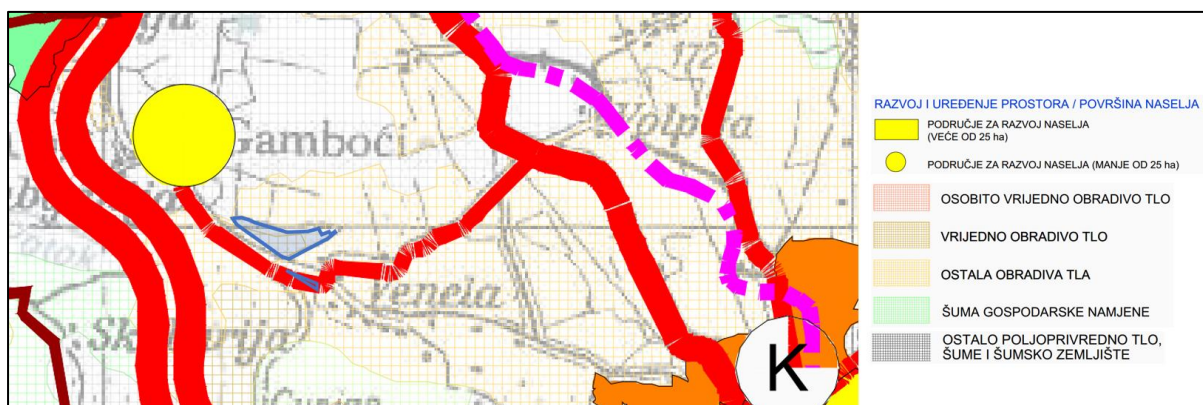 172
Gamboći
Volpija
Vencia
K
RAZVOJ I UREĐENJE PROSTORA / POVRŠINA NASELJA
PODRUČJE ZA RAZVOJ NASELJA
(VEĆE OD 25 ha)
PODRUČJE ZA RAZVOJ NASELJA (MANJE OD 25 ha)
OSOBITO VRIJEDNO OBRADIVO TLO
VRIJEDNO OBRADIVO TLO
OSTALA OBRADIVA TLA
ŠUMA GOSPODARSKE NAMJENE
OSTALO POLJOPRIVREDNO TLO,
ŠUME I ŠUMSKO ZEMLJIŠTE